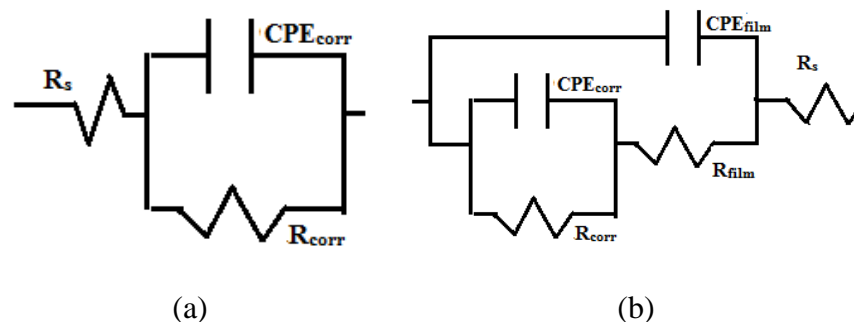 CPEcorr
Rs
Rcorr
(a)
CPEfilm
CPEcorr
Rs
Rfilm
Rcorr
(b)